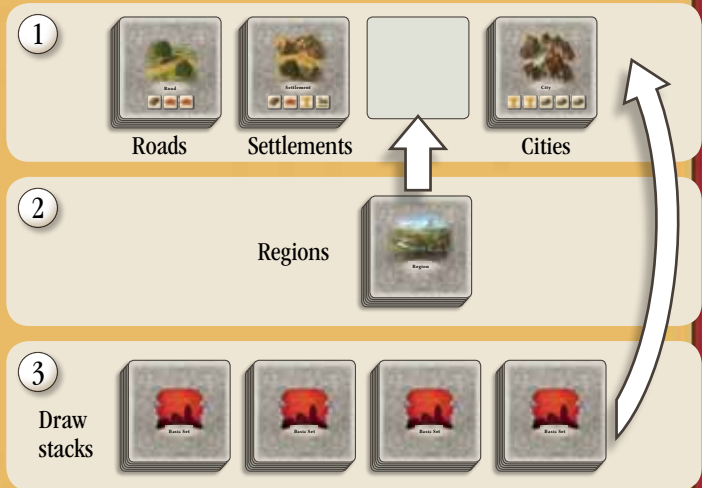 1
Road
Settlement
City
Roads
Settlements
Cities
2
Regions
Region
3
Basic Set
Basic Set
Basic Set
Basic Set
Draw
stacks